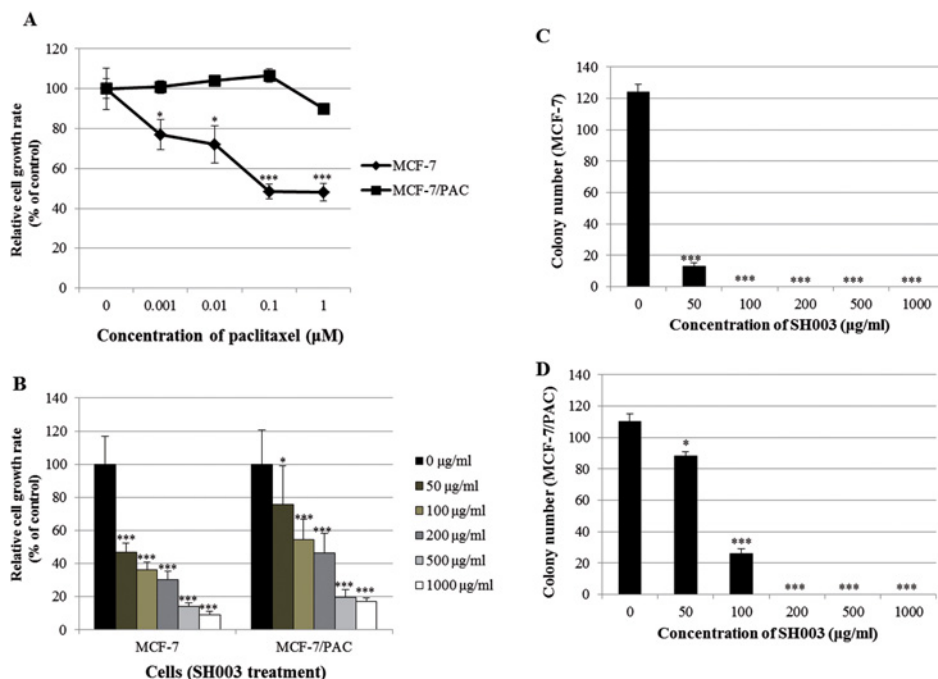 A
120
100
80
60
40
20
0
Relative cell growth rate
(% of control)
*
*
***
***
MCF-7
MCF-7/PAC
0
0.001
0.01
0.1
1
Concentration of paclitaxel (µM)
B
120
100
80
60
40
20
0
Relative cell growth rate
(% of control)
***
***
***
***
***
*
***
***
***
***
0 µg/ml
50 µg/ml
100 µg/ml
200 µg/ml
500 µg/ml
1000 µg/ml
MCF-7
MCF-7/PAC
Cells (SH003 treatment)
C
140
120
100
80
60
40
20
0
Colony number (MCF-7)
***
***
***
***
***
0
50
100
200
500
1000
Concentration of SH003 (µg/ml)
D
140
120
100
80
60
40
20
0
Colony number (MCF-7/PAC)
*
***
***
***
***
0
50
100
200
500
1000
Concentration of SH003 (µg/ml)